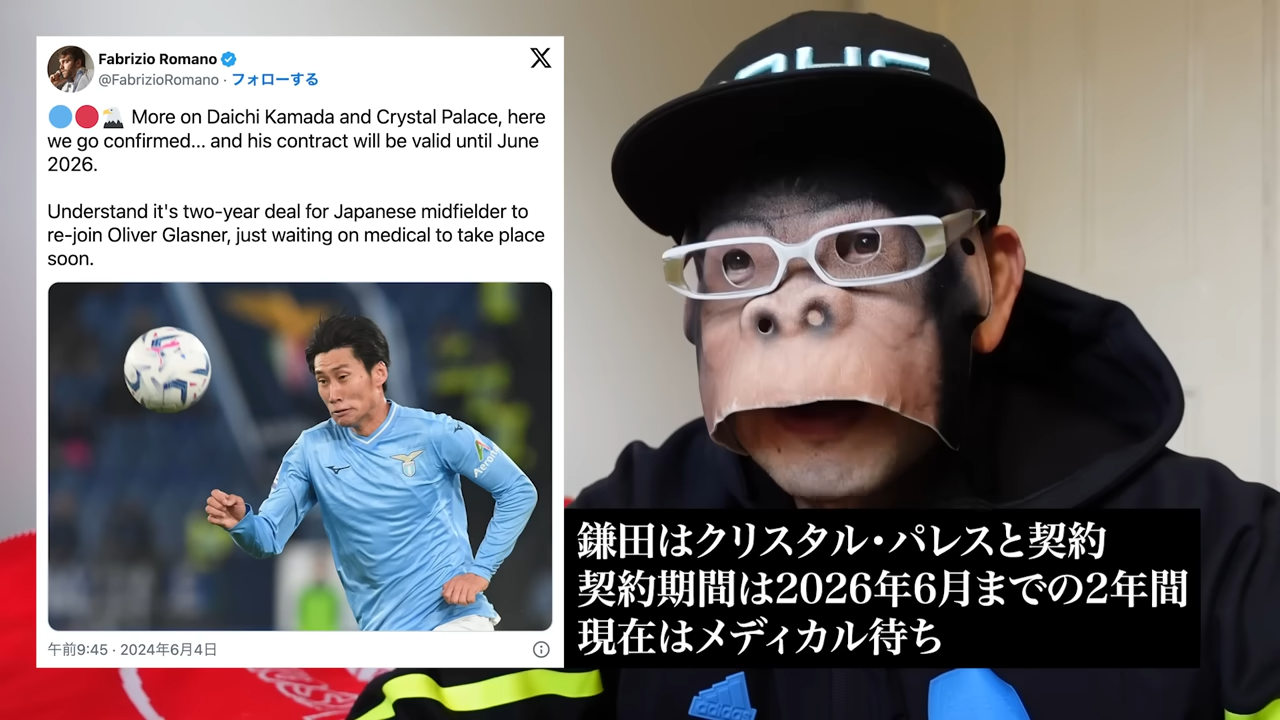 Fabrizio Romano
@FabrizioRomano · フォローする
More on Daichi Kamada and Crystal Palace, here
we go confirmed... and his contract will be valid until June
2026.
Understand it's two-year deal for Japanese midfielder to
re-join Oliver Glasner, just waiting on medical to take place
soon.
午前9:45 · 2024年6月4日
鎌田はクリスタル・パレスと契約
契約期間は2026年6月までの2年間
現在はメディカル待ち
adidas